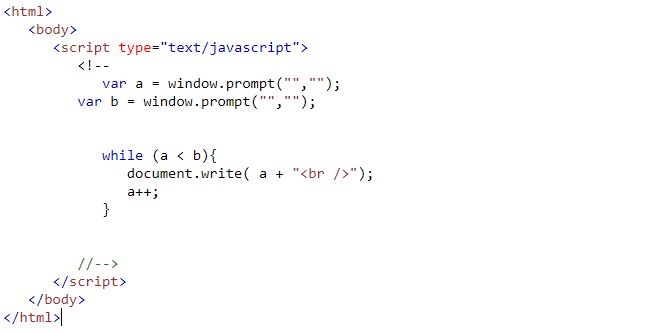 <html>
<body>
<script type="text/javascript">
<!--
var a = window.prompt("","");
var b = window.prompt("","");
while (a < b){
document.write( a + "<br />");
a++;
}
//-->
</script>
</body>
</html>